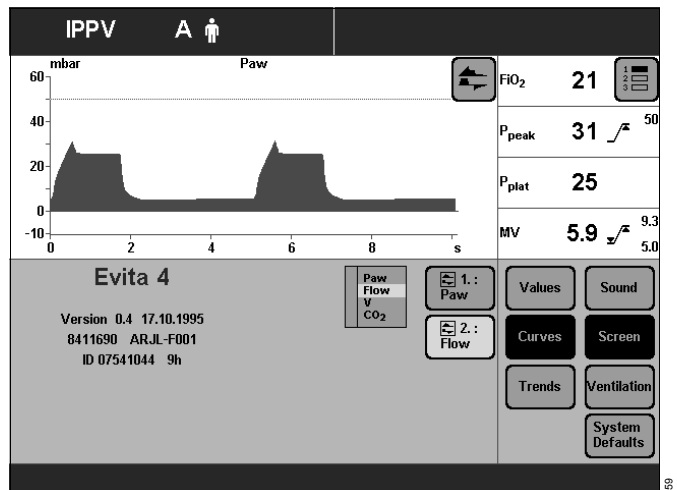 IPPV A
mbar Paw
60
40
20
0
-10
0 2 4 6 8 s
FiO2 21
1
2
3
Ppeak 31 50
Pplat 25
MV 5.9 9.3
5.0
Evita 4
Version 0.4 17.10.1995
8411690 ARJL-F001
ID 07541044 9h
Paw
Flow
V
CO2
1. :
Paw
2. :
Flow
Values Sound
Curves Screen
Trends Ventilation
System
Defaults
59